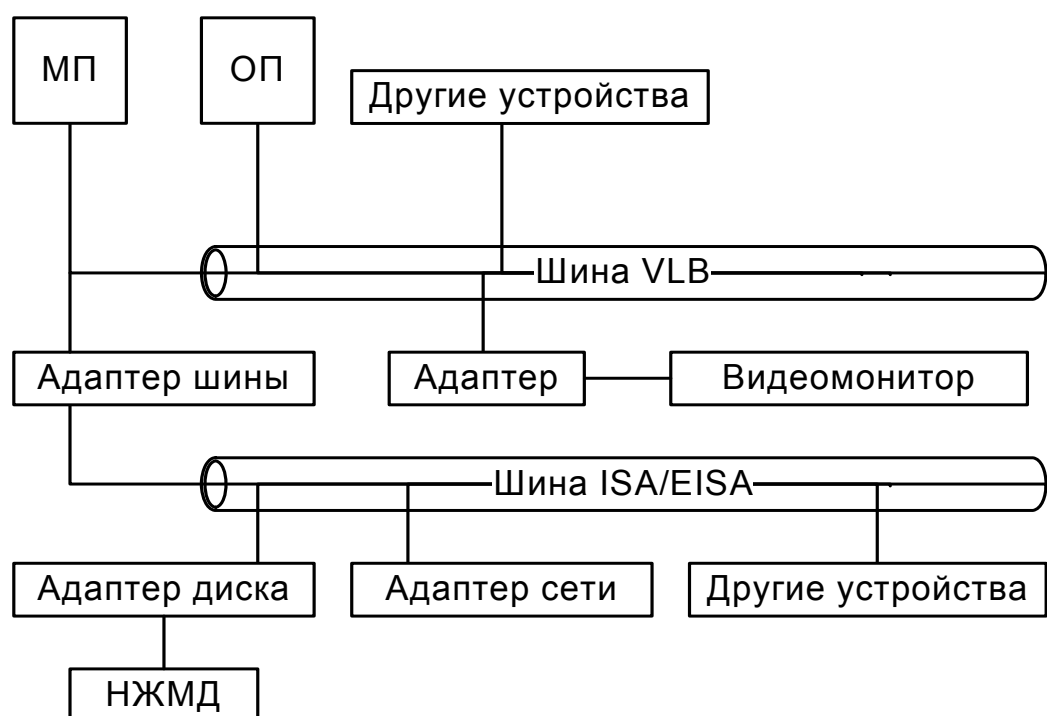 МП
ОП
Другие устройства
Шина VLB
Адаптер шины
Адаптер
Видеомонитор
Шина ISA/EISA
Адаптер диска
Адаптер сети
Другие устройства
НЖМД